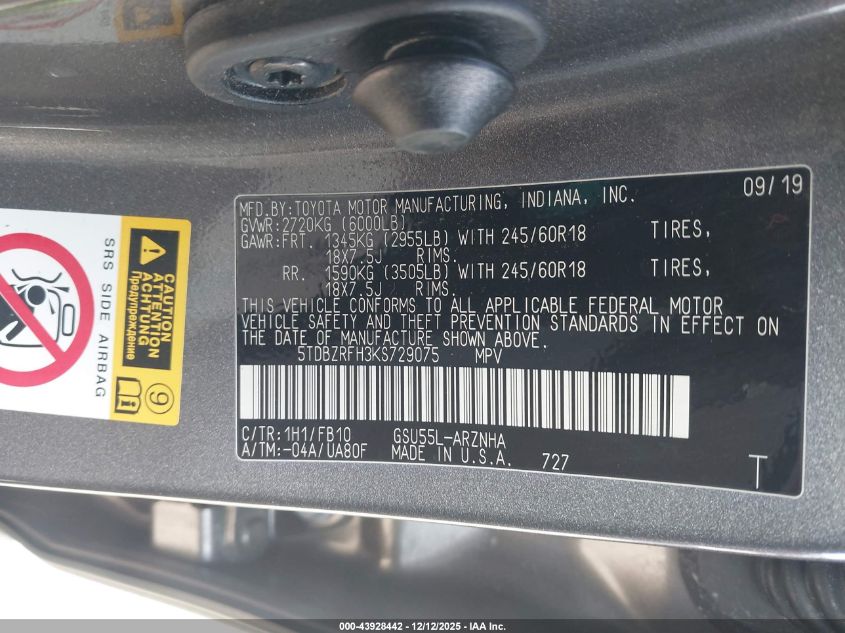 MFD.BY:TOYOTA MOTOR MANUFACTURING, INDIANA, INC. 09/19
GVWR:2720KG (6000LB)
GAWR:FRT. 1345KG (2955LB) WITH 245/60R18 TIRES,
18X7.5J RIMS.
RR. 1590KG (3505LB) WITH 245/60R18 TIRES,
18X7.5J RIMS.
THIS VEHICLE CONFORMS TO ALL APPLICABLE FEDERAL MOTOR
VEHICLE SAFETY AND THEFT PREVENTION STANDARDS IN EFFECT ON
THE DATE OF MANUFACTURE SHOWN ABOVE.
5TDBZRFH3KS729075 MPV
C/TR:1H1/FB10 GSU55L-ARZNHA
A/TM:-04A/UA80F MADE IN U.S.A. 727
T
SRS SIDE AIRBAG
CAUTION
ATTENTION
ACHTUNG
Предупреждение
9
000-43928442 - 12/12/2025 - IAA Inc.